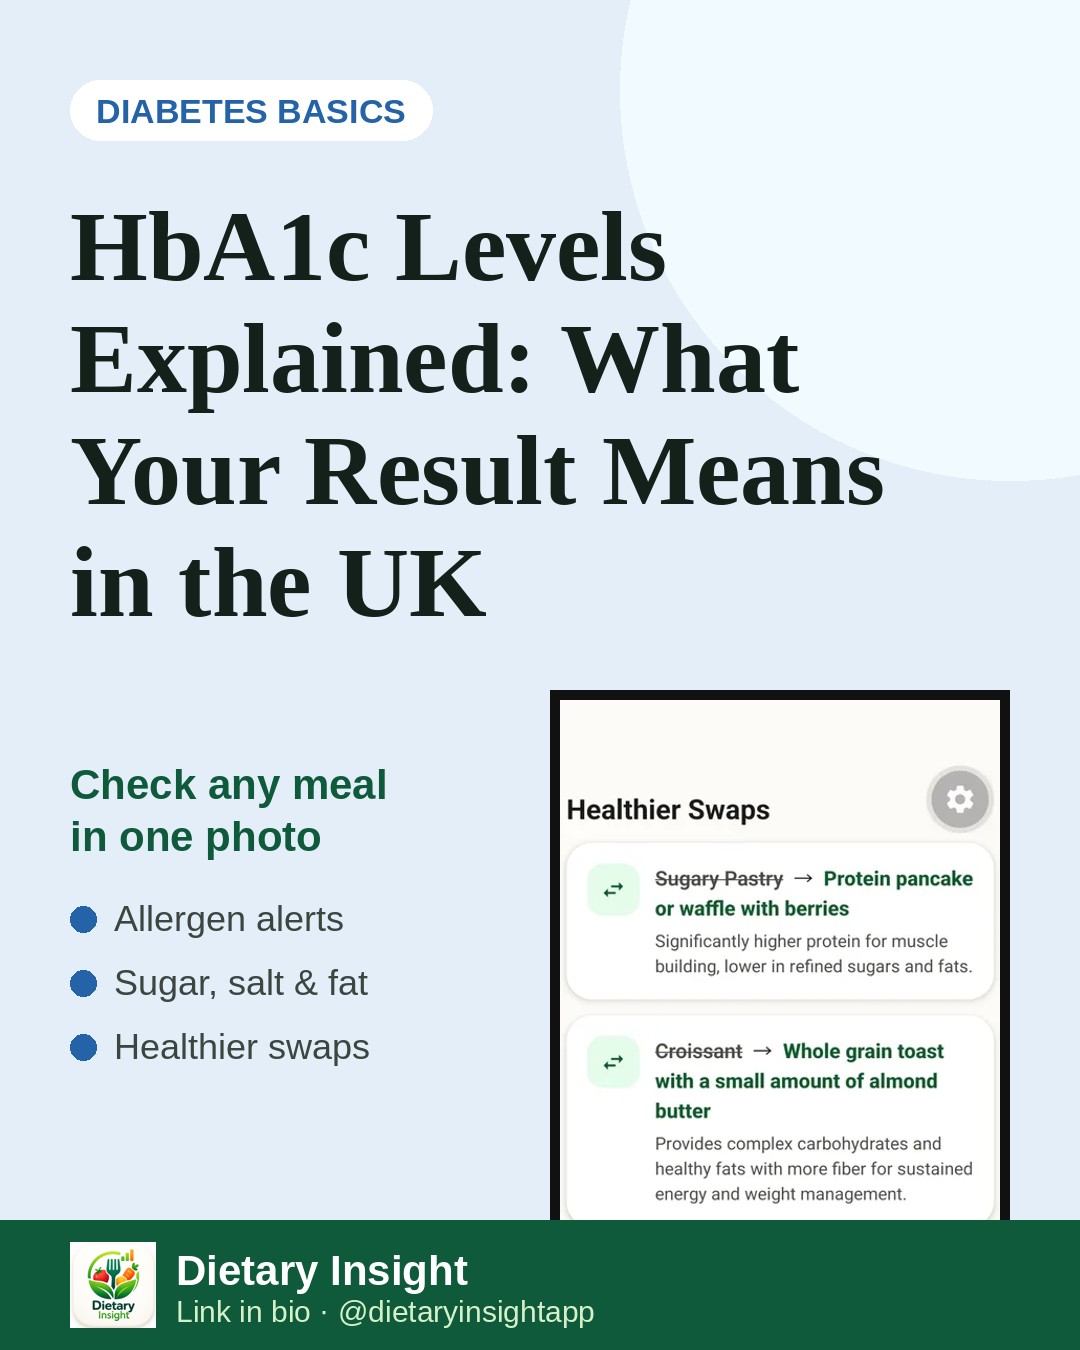 DIABETES BASICS
HbA1c Levels
Explained: What
Your Result Means
in the UK
Check any meal
in one photo
Allergen alerts
Sugar, salt & fat
Healthier swaps
Healthier Swaps
Sugary Pastry → Protein pancake
or waffle with berries
Significantly higher protein for muscle
building, lower in refined sugars and fats.
Croissant → Whole grain toast
with a small amount of almond
butter
Provides complex carbohydrates and
healthy fats with more fiber for sustained
energy and weight management.
Dietary
Insight
Dietary Insight
Link in bio · @dietaryinsightapp